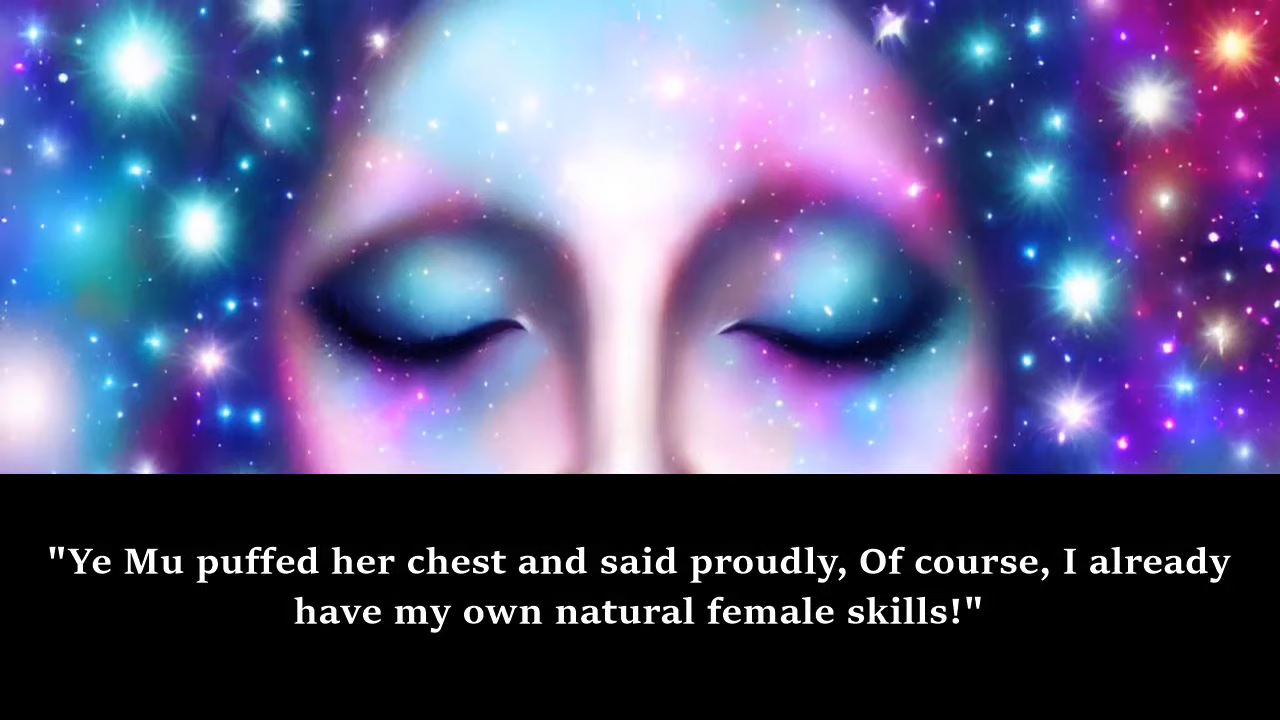 "Ye Mu puffed her chest and said proudly, Of course, I already
have my own natural female skills!"